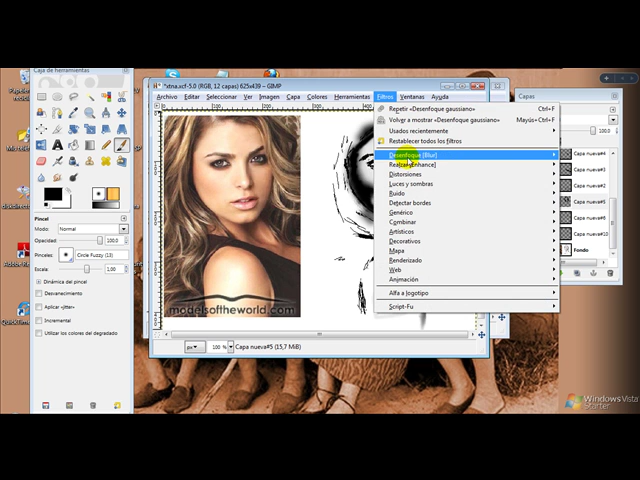 Caja de herramientas
Pincel
Modo:
Normal
Opacidad:
100,0
Pinceles:
Circle Fuzzy (13)
Escala:
1,00
Dinámica del pincel
Desvanecimiento
Aplicar «jitter»
Incremental
Utilizar los colores del degradado
*xtna.xcf-5.0 (RGB, 12 capas) 625x439 – GIMP
Archivo Editar Seleccionar Ver Imagen Capa Colores Herramientas Filtros Ventanas Ayuda
modelsoftheworld.com
px
100 %
Capa nueva#5 (15,7 MiB)
Repetir «Desenfoque gaussiano» Ctrl+F
Volver a mostrar «Desenfoque gaussiano» Mayús+Ctrl+F
Usados recientemente
Restablecer todos los filtros
Desenfoque [Blur]
Realzar[Enhance]
Distorsiones
Luces y sombras
Ruido
Detectar bordes
Genérico
Combinar
Artísticos
Decorativos
Mapa
Renderizado
Web
Animación
Alfa a logotipo
Script-Fu
Capas
100,0
Capa nueva#4
Capa nueva#3
Capa nueva#2
Capa nueva#5
Capa nueva#6
Capa nueva#10
Fondo
Windows Vista
Starter